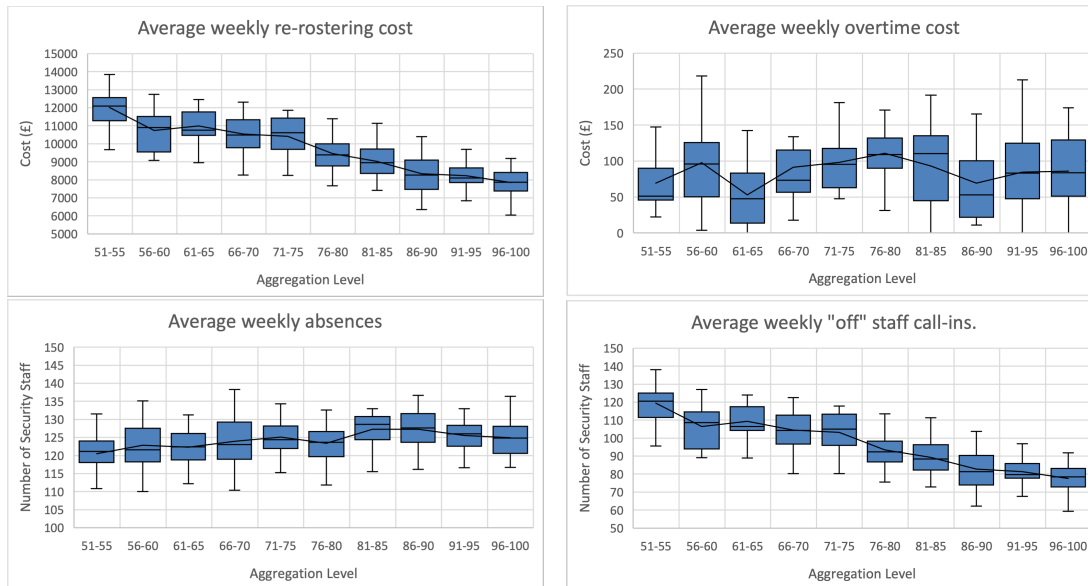 Average weekly re-rostering cost
Cost (£)
15000
14000
13000
12000
11000
10000
9000
8000
7000
6000
5000
51-55 56-60 61-65 66-70 71-75 76-80 81-85 86-90 91-95 96-100
Aggregation Level
Average weekly overtime cost
Cost (£)
250
200
150
100
50
0
51-55 56-60 61-65 66-70 71-75 76-80 81-85 86-90 91-95 96-100
Aggregation Level
Average weekly absences
Number of Security Staff
150
145
140
135
130
125
120
115
110
105
100
51-55 56-60 61-65 66-70 71-75 76-80 81-85 86-90 91-95 96-100
Aggregation Level
Average weekly "off" staff call-ins.
Number of Security Staff
150
140
130
120
110
100
90
80
70
60
50
51-55 56-60 61-65 66-70 71-75 76-80 81-85 86-90 91-95 96-100
Aggregation Level